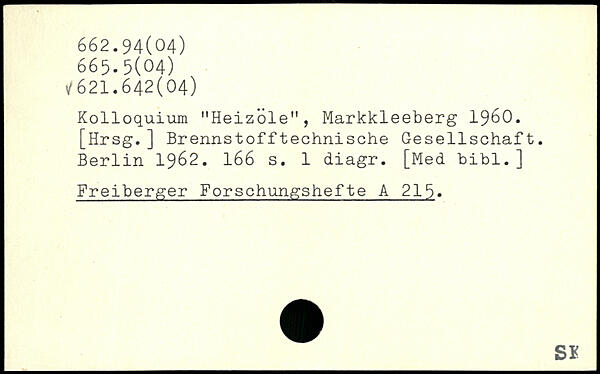 662.94(04)
665.5(04)
√621.642(04)
Kolloquium "Heizöle", Markkleeberg 1960.
[Hrsg.] Brennstofftechnische Gesellschaft.
Berlin 1962. 166 s. 1 diagr. [Med bibl.]
Freiberger Forschungshefte A 215.
SK